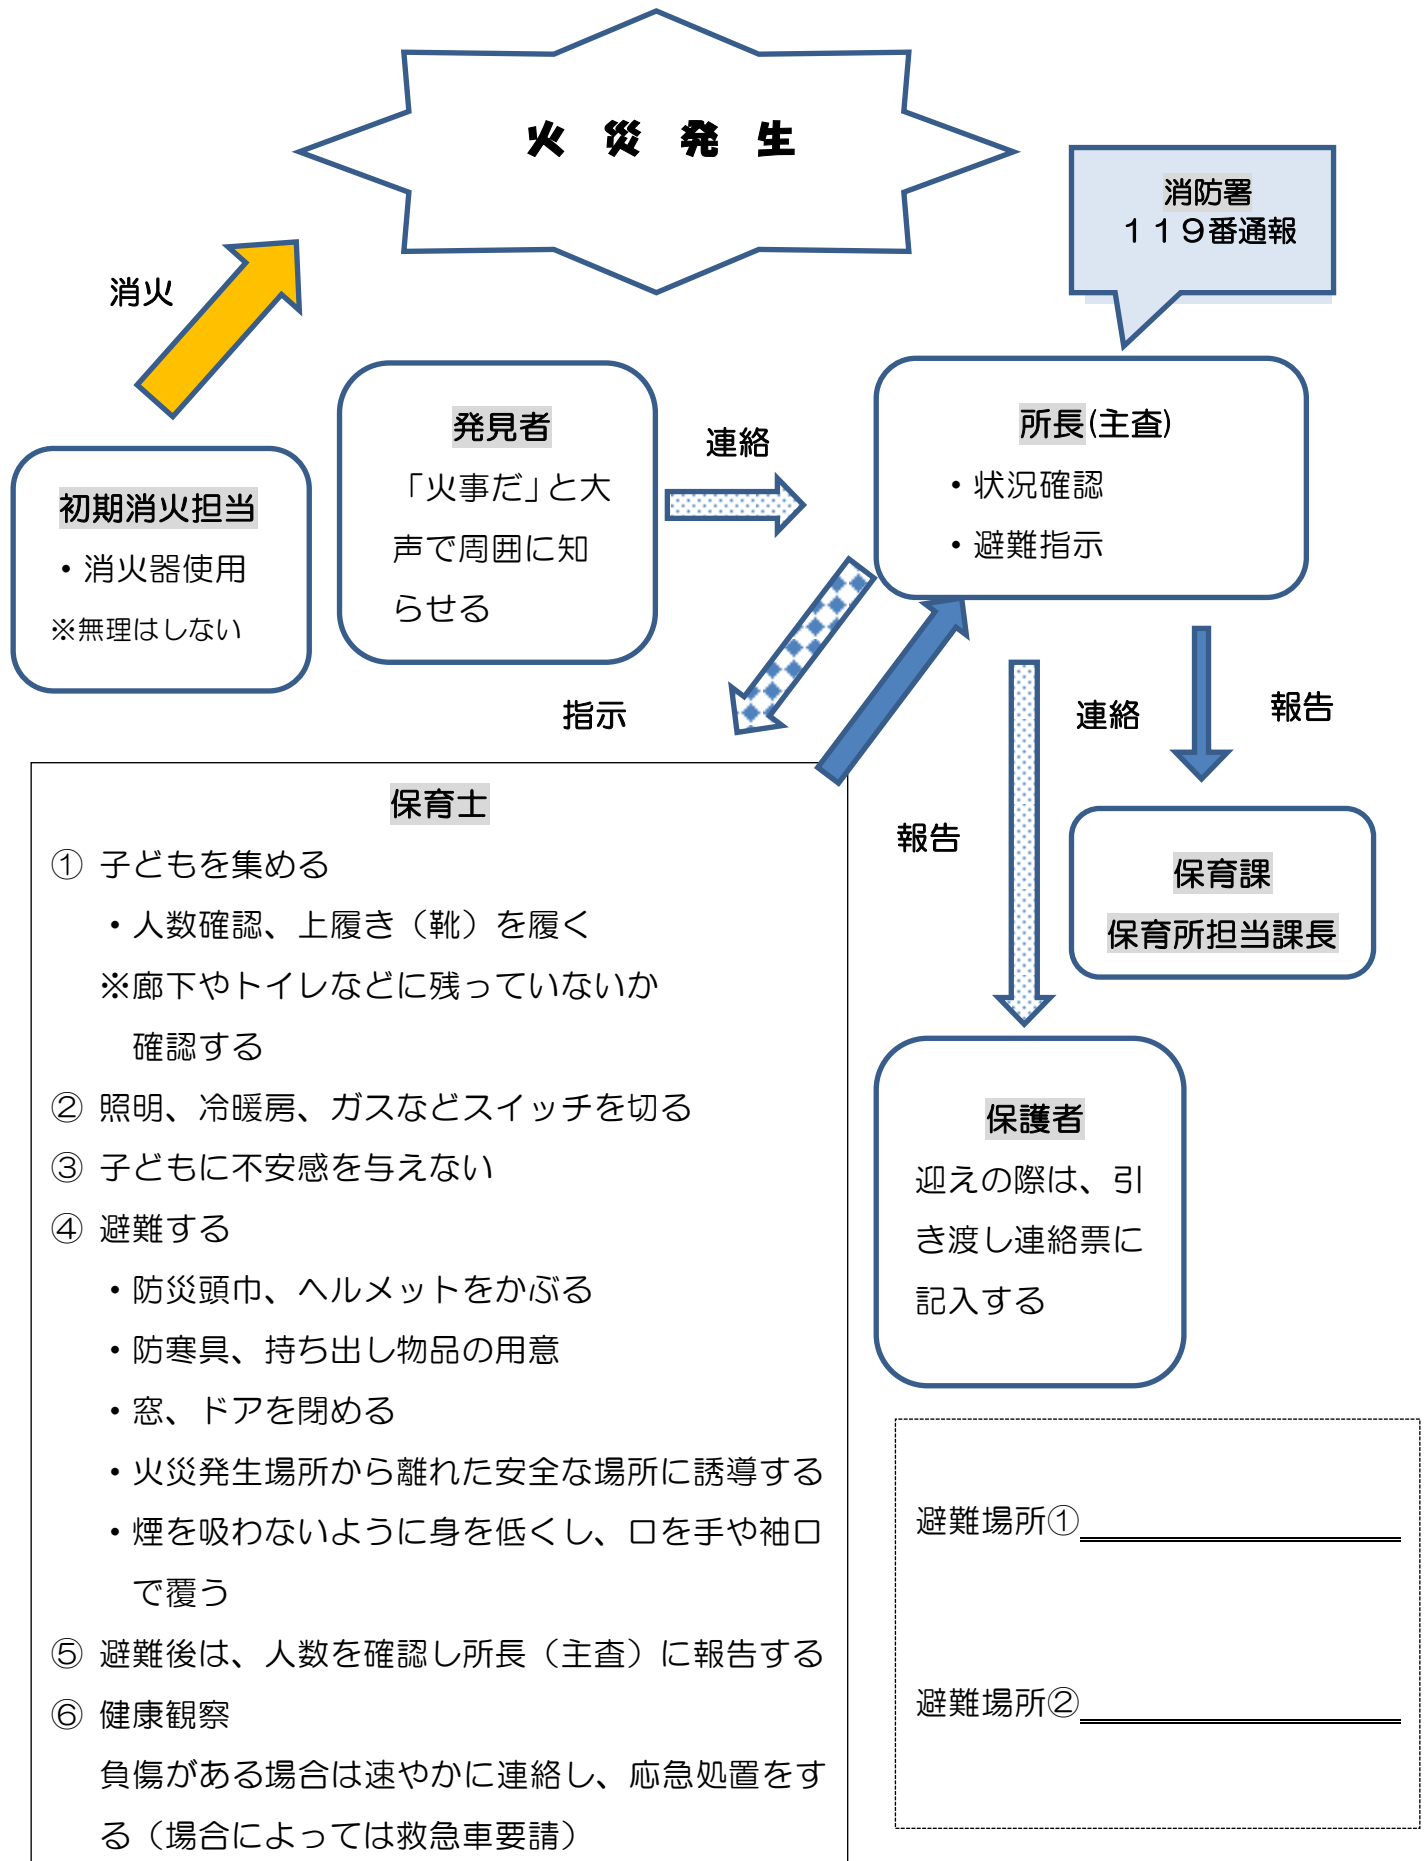 火災発生
消防署
１１９番通報
消火
発見者
「火事だ」と大
声で周囲に知
らせる
連絡
所長(主査)
・状況確認
・避難指示
初期消火担当
・消火器使用
※無理はしない
指示
報告
連絡
報告
保育士
① 子どもを集める
・人数確認、上履き（靴）を履く
※廊下やトイレなどに残っていないか
確認する
② 照明、冷暖房、ガスなどスイッチを切る
③ 子どもに不安感を与えない
④ 避難する
・防災頭巾、ヘルメットをかぶる
・防寒具、持ち出し物品の用意
・窓、ドアを閉める
・火災発生場所から離れた安全な場所に誘導する
・煙を吸わないように身を低くし、口を手や袖口
で覆う
⑤ 避難後は、人数を確認し所長（主査）に報告する
⑥ 健康観察
負傷がある場合は速やかに連絡し、応急処置をす
る（場合によっては救急車要請）
保育課
保育所担当課長
保護者
迎えの際は、引
き渡し連絡票に
記入する
避難場所①
避難場所②